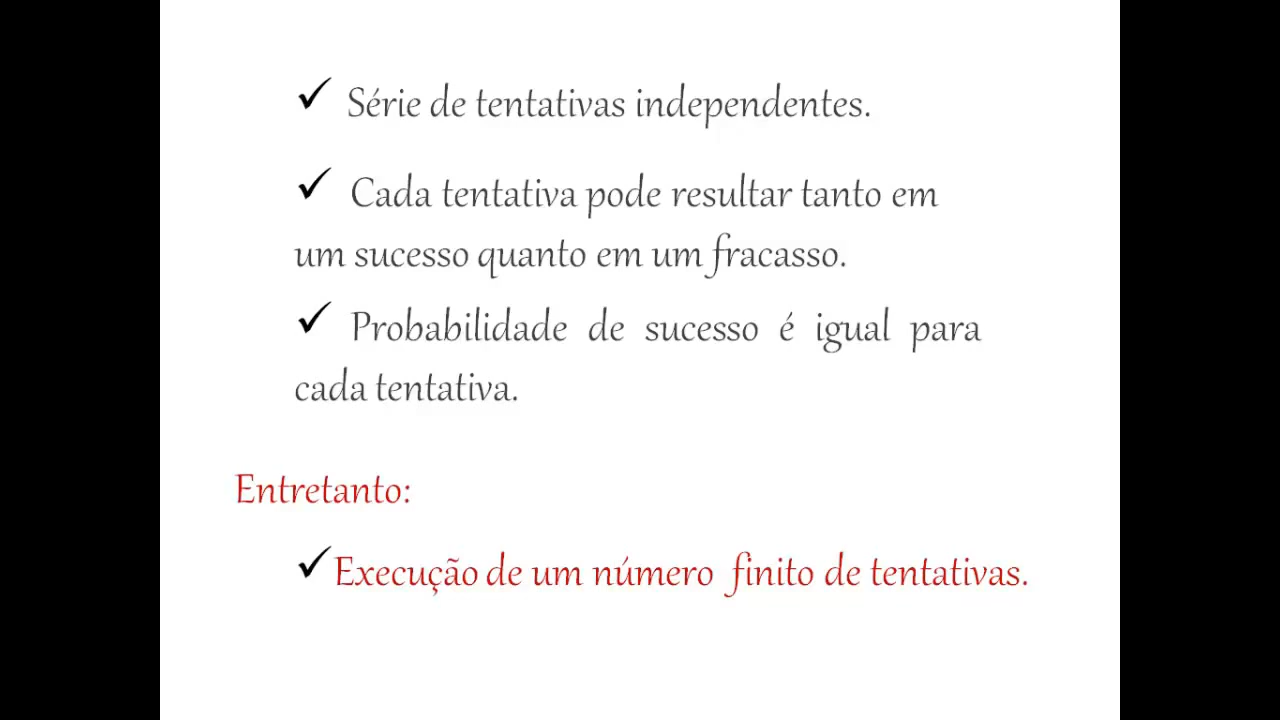 ✓ Série de tentativas independentes.
✓ Cada tentativa pode resultar tanto em
um sucesso quanto em um fracasso.
✓ Probabilidade de sucesso é igual para
cada tentativa.
Entretanto:
✓Execução de um número finito de tentativas.